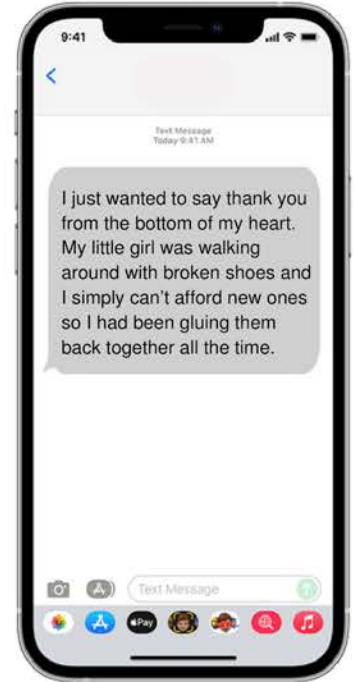 9:41
Text Message
Today 9:41 AM
I just wanted to say thank you
from the bottom of my heart.
My little girl was walking
around with broken shoes and
I simply can't afford new ones
so I had been gluing them
back together all the time.
Text Message
Pay